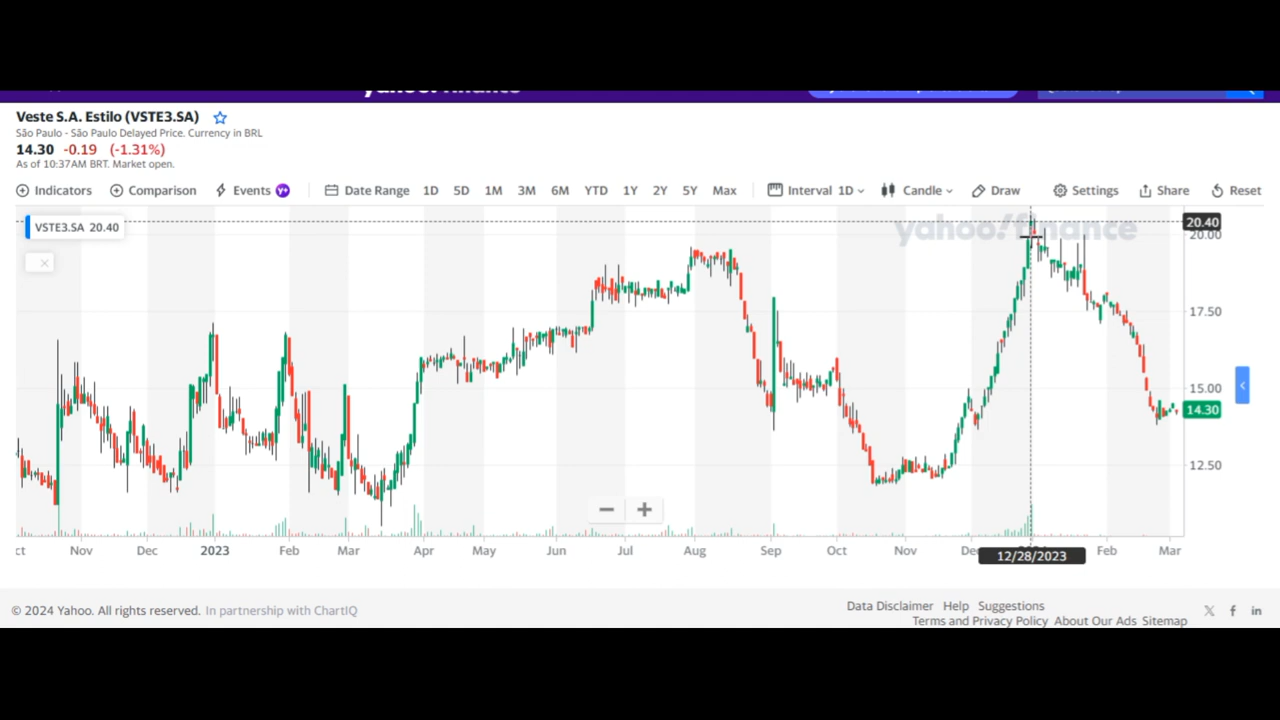 Veste S.A. Estilo (VSTE3.SA)
São Paulo - São Paulo Delayed Price. Currency in BRL
14.30 -0.19 (-1.31%)
As of 10:37AM BRT. Market open.
Indicators Comparison Events Y+ Date Range 1D 5D 1M 3M 6M YTD 1Y 2Y 5Y Max Interval 1D Candle Draw Settings Share Reset
VSTE3.SA 20.40
yahoo!finance
20.40
20.00
17.50
15.00
14.30
12.50
Nov Dec 2023 Feb Mar Apr May Jun Jul Aug Sep Oct Nov 12/28/2023 Feb Mar
© 2024 Yahoo. All rights reserved. In partnership with ChartIQ
Data Disclaimer Help Suggestions
Terms and Privacy Policy About Our Ads Sitemap